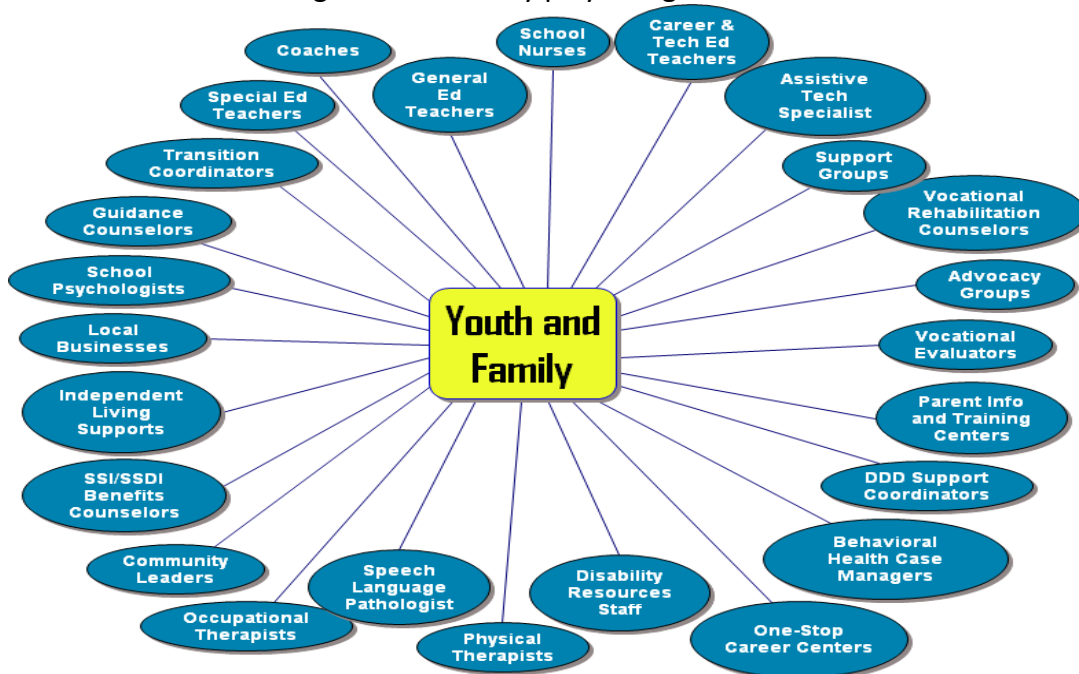 Coaches
School
Nurses
Career &
Tech Ed
Teachers
General
Ed
Teachers
Assistive
Tech
Specialist
Special Ed
Teachers
Transition
Coordinators
Support
Groups
Vocational
Rehabilitation
Counselors
Guidance
Counselors
School
Psychologists
Advocacy
Groups
Youth and
Family
Local
Businesses
Vocational
Evaluators
Independent
Living
Supports
Parent Info
and Training
Centers
SSI/SSDI
Benefits
Counselors
DDD Support
Coordinators
Behavioral
Health Case
Managers
Community
Leaders
Speech
Language
Pathologist
Disability
Resources
Staff
Occupational
Therapists
Physical
Therapists
One-Stop
Career Centers